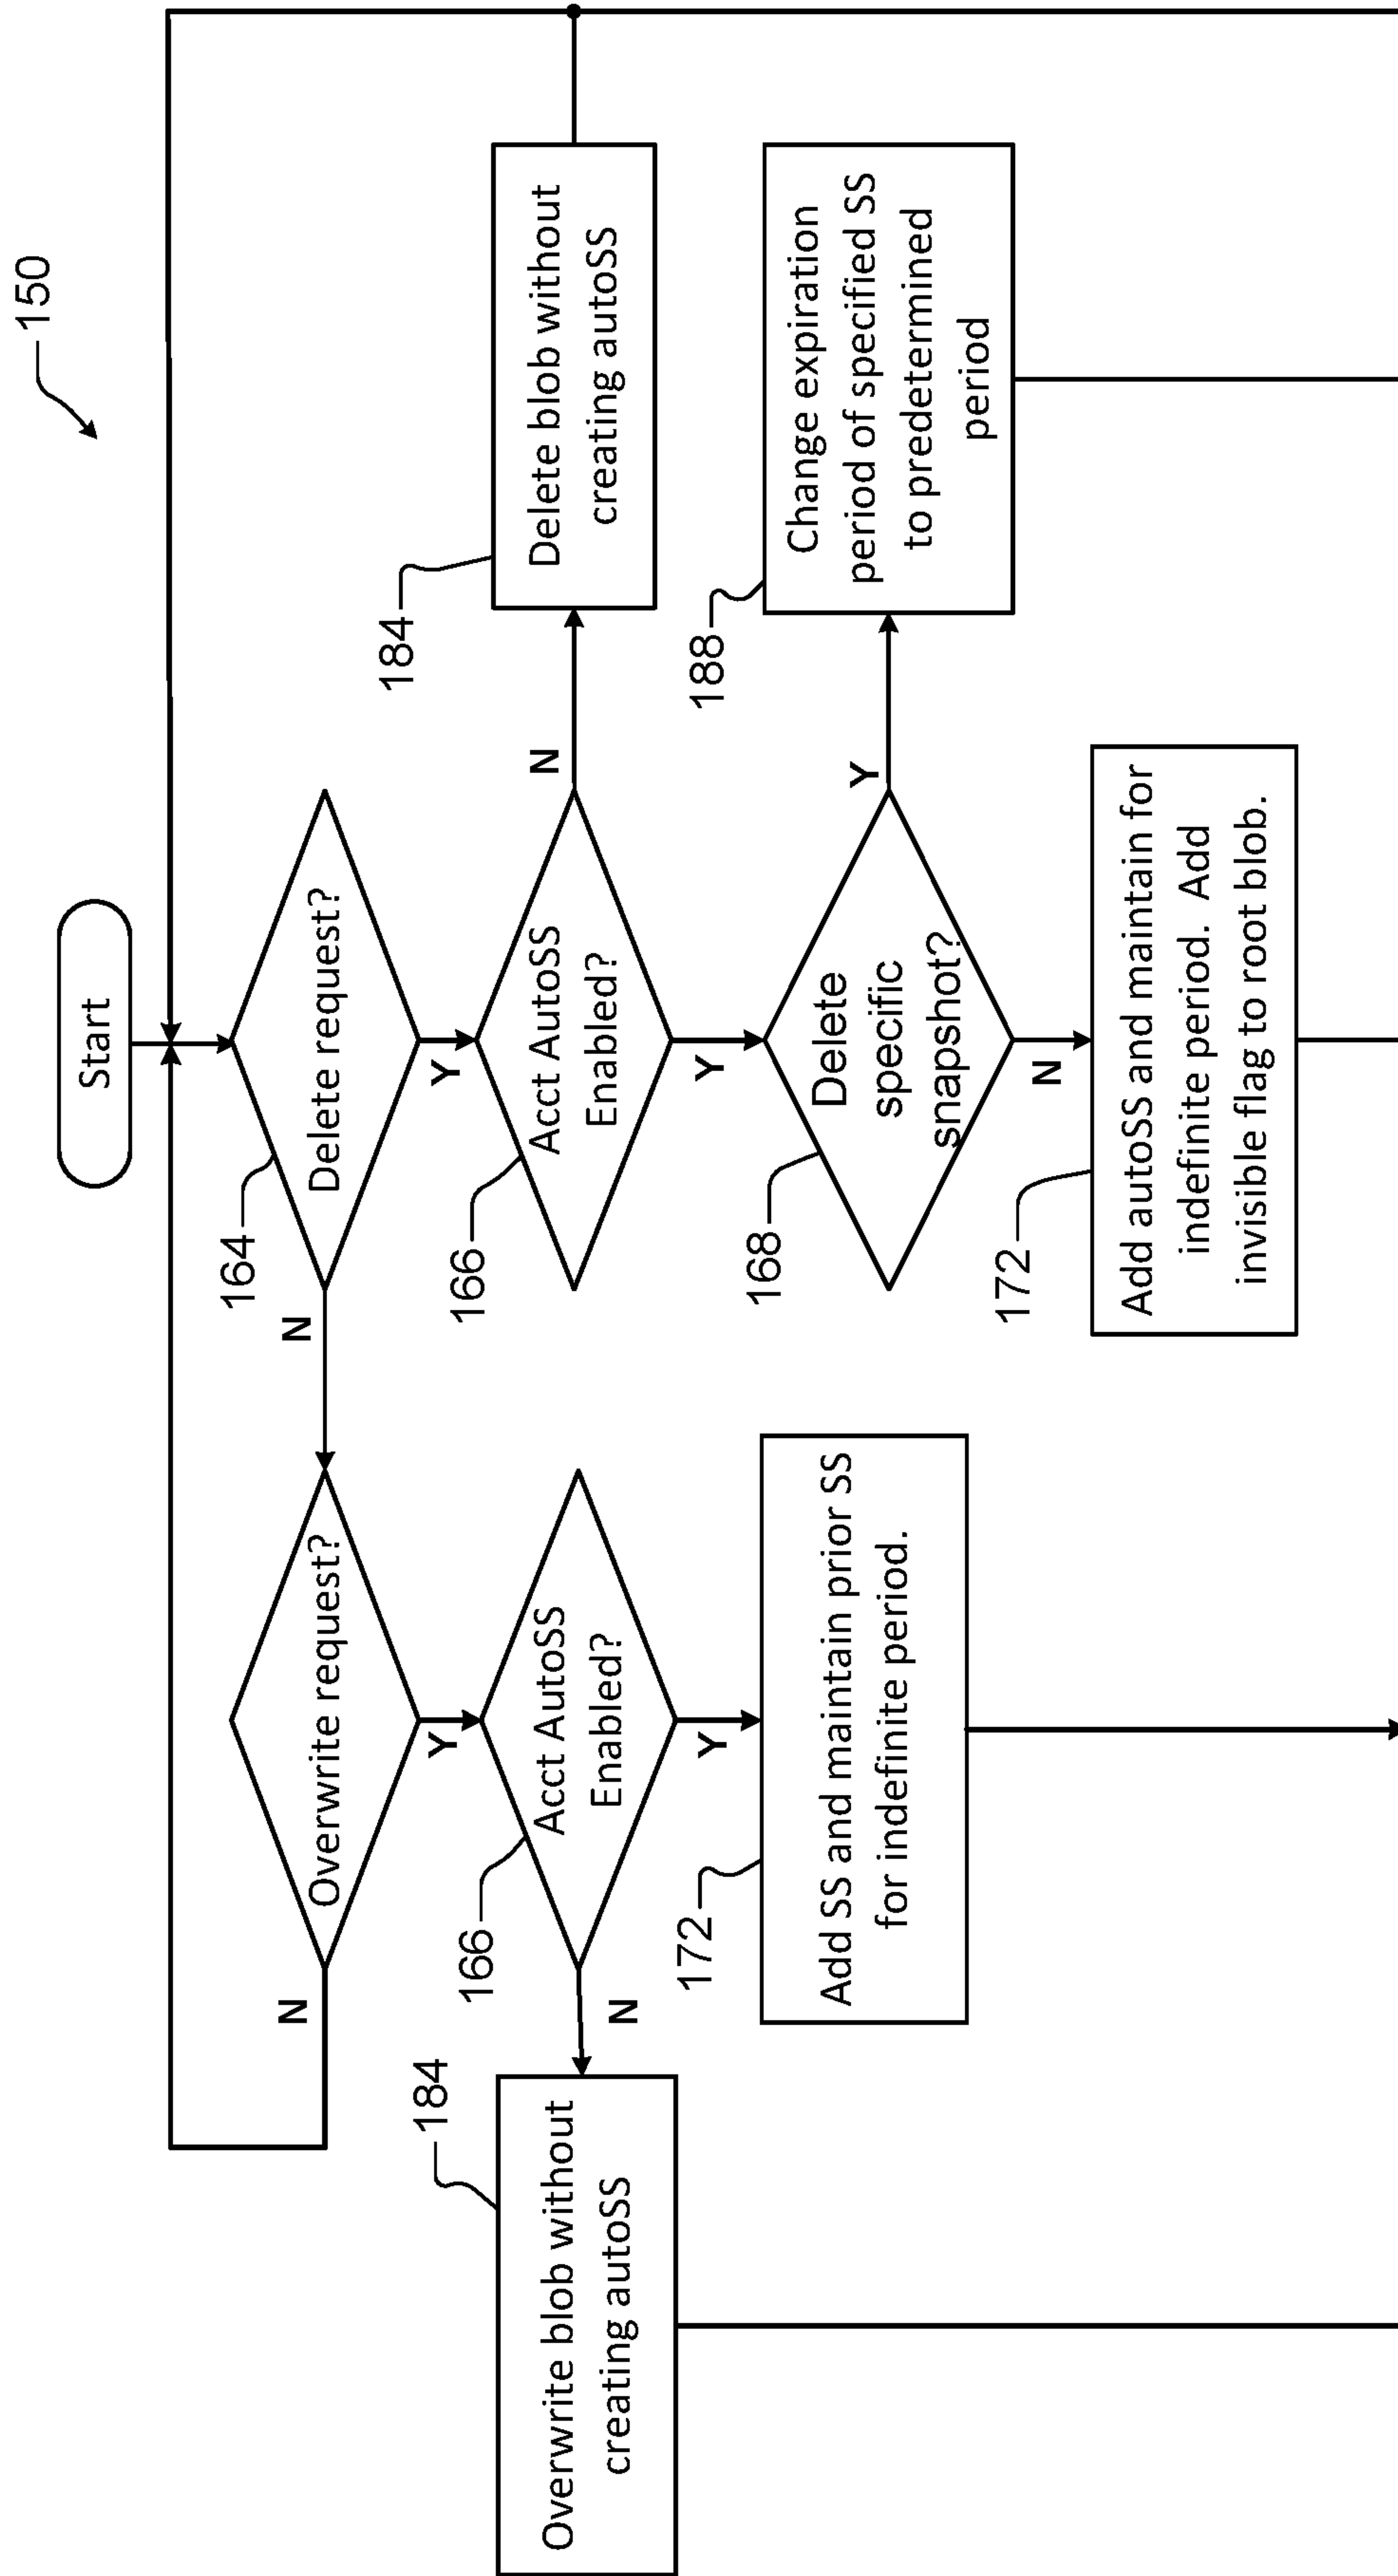 150
Start
164
Delete request?
N
Y
Overwrite request?
N
Y
166
Acct AutoSS
Enabled?
N
Y
184
Delete blob without
creating autoSS
166
Acct AutoSS
Enabled?
N
Y
184
Overwrite blob without
creating autoSS
168
Delete
specific
snapshot?
Y
N
188
Change expiration
period of specified SS
to predetermined
period
172
Add SS and maintain prior SS
for indefinite period.
172
Add autoSS and maintain for
indefinite period. Add
invisible flag to root blob.